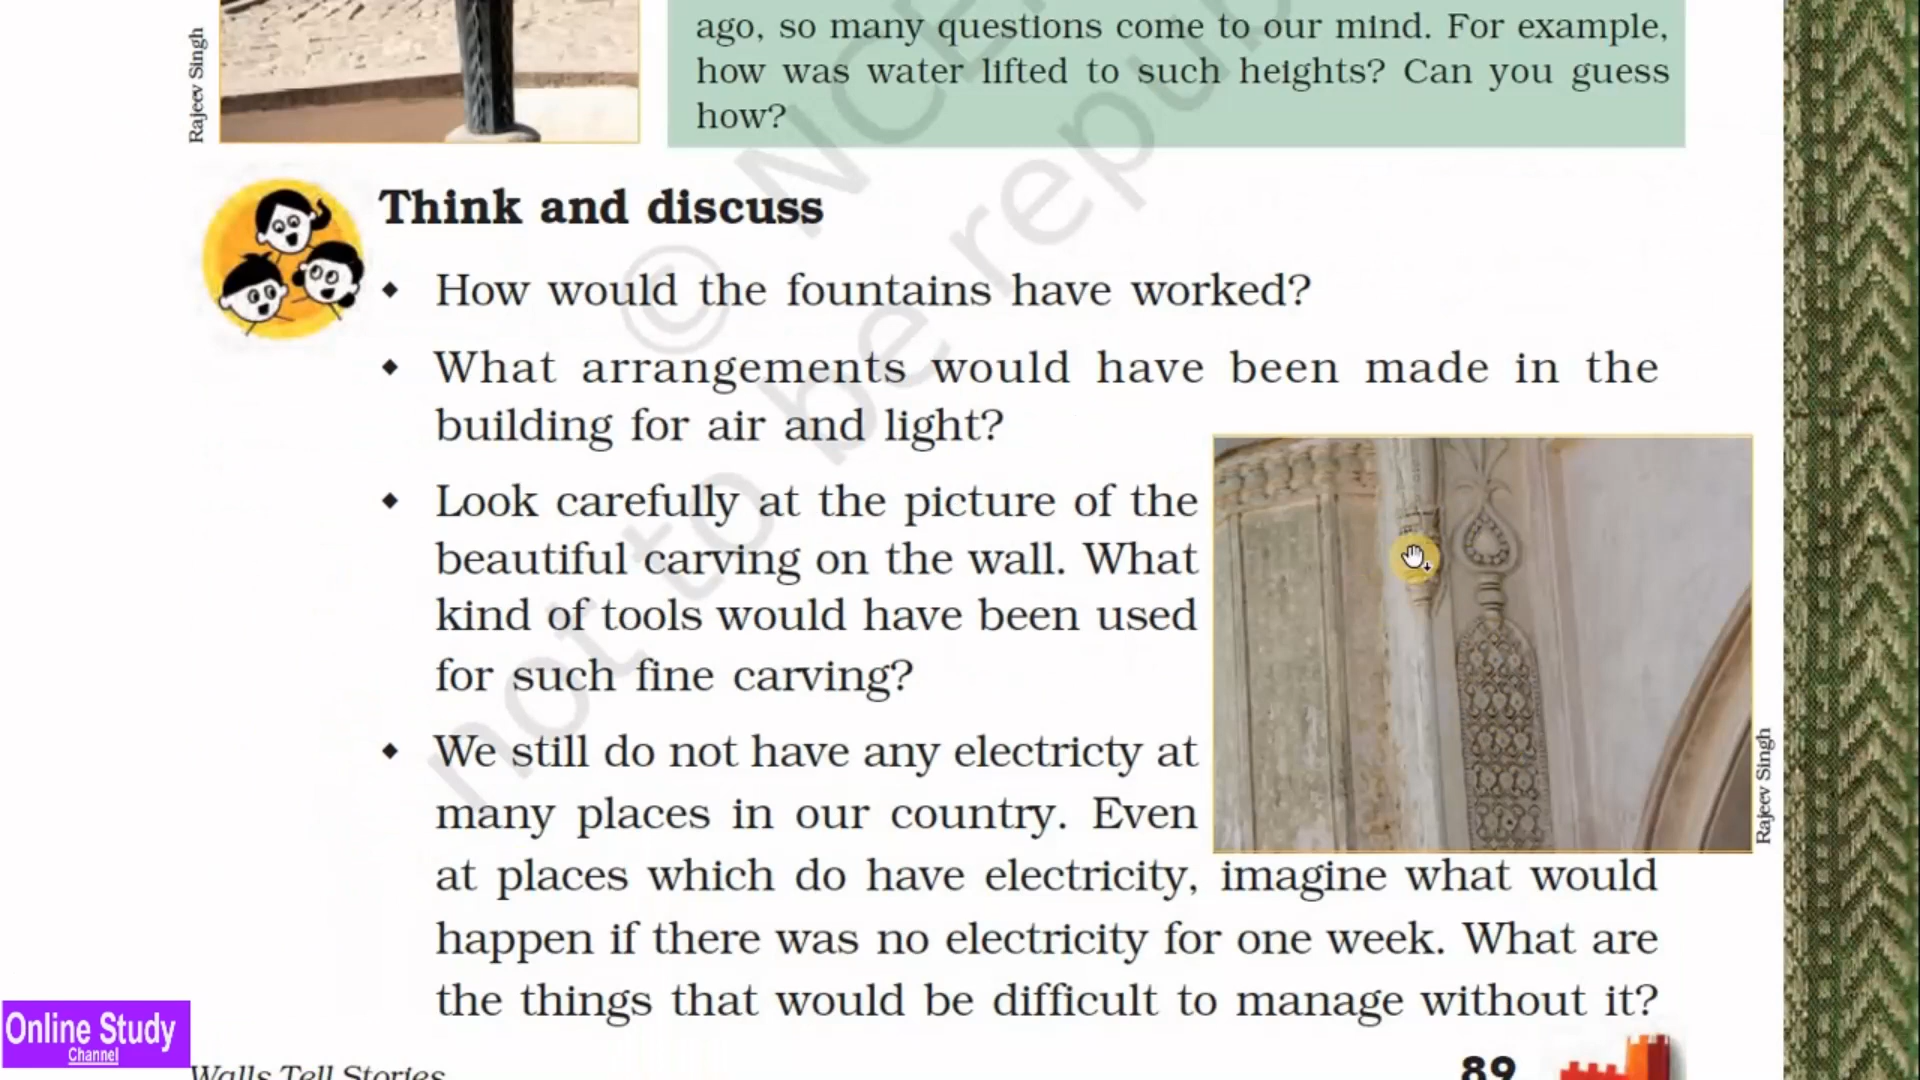 ago, so many questions come to our mind. For example,
how was water lifted to such heights? Can you guess
how?
Rajeev Singh
© NCE
not to be repu
Think and discuss
◆ How would the fountains have worked?
◆ What arrangements would have been made in the
building for air and light?
◆ Look carefully at the picture of the
beautiful carving on the wall. What
kind of tools would have been used
for such fine carving?
◆ We still do not have any electricty at
many places in our country. Even
at places which do have electricity, imagine what would
happen if there was no electricity for one week. What are
the things that would be difficult to manage without it?
Rajeev Singh
Online Study
Channel
Walls Tell Stories
89